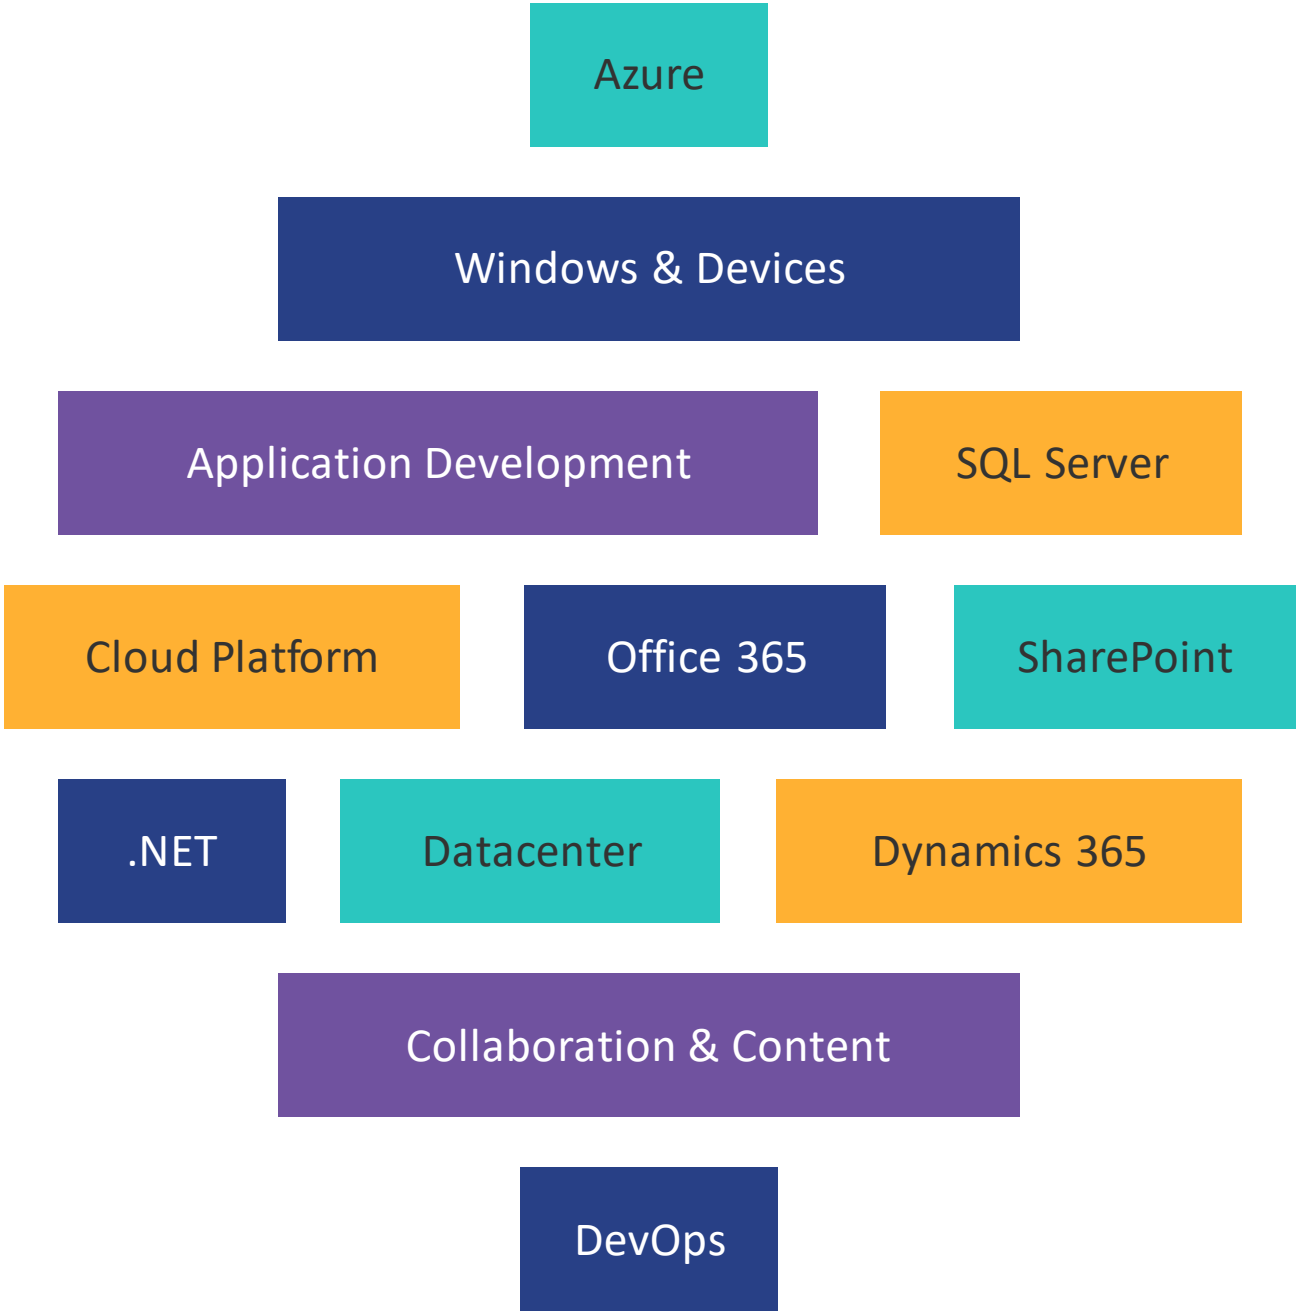 Azure
Windows & Devices
Application Development
SQL Server
Cloud Platform
Office 365
SharePoint
.NET
Datacenter
Dynamics 365
Collaboration & Content
DevOps